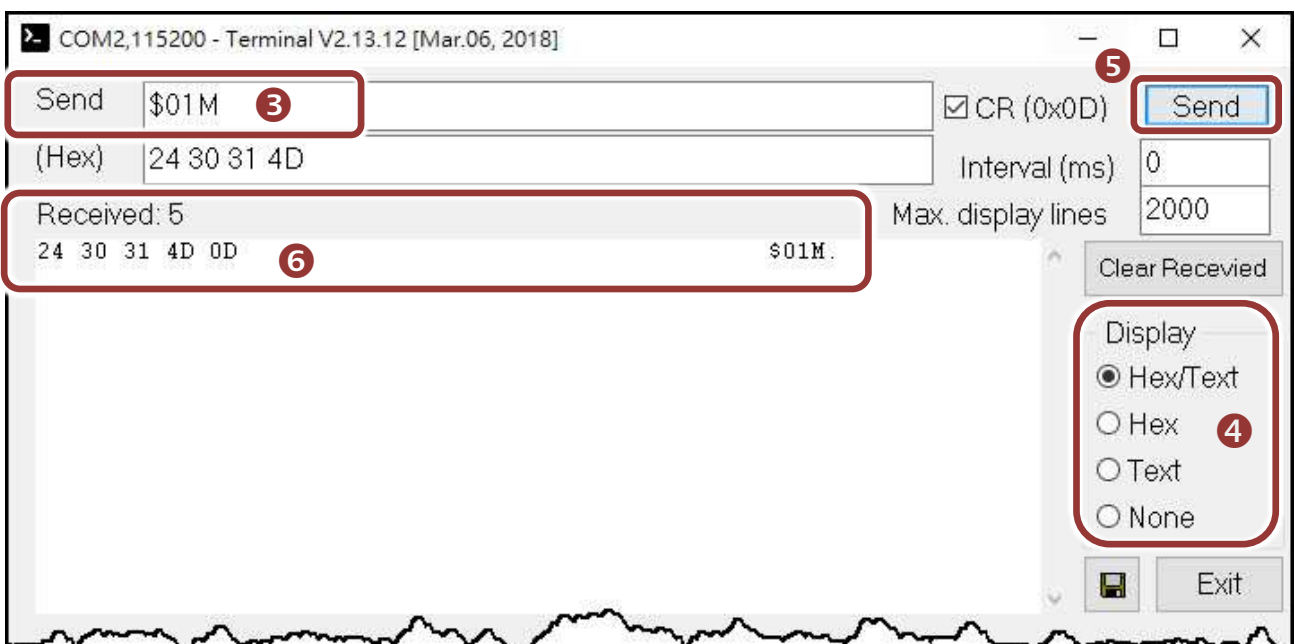 COM2,115200 - Terminal V2.13.12 [Mar.06, 2018]
5
Send $01M 3 CR (0x0D) Send
(Hex) 24 30 31 4D Interval (ms) 0
Received: 5 Max. display lines 2000
24 30 31 4D 0D 6 $01M.
Clear Recevied
Display
Hex/Text
Hex 4
Text
None
Exit